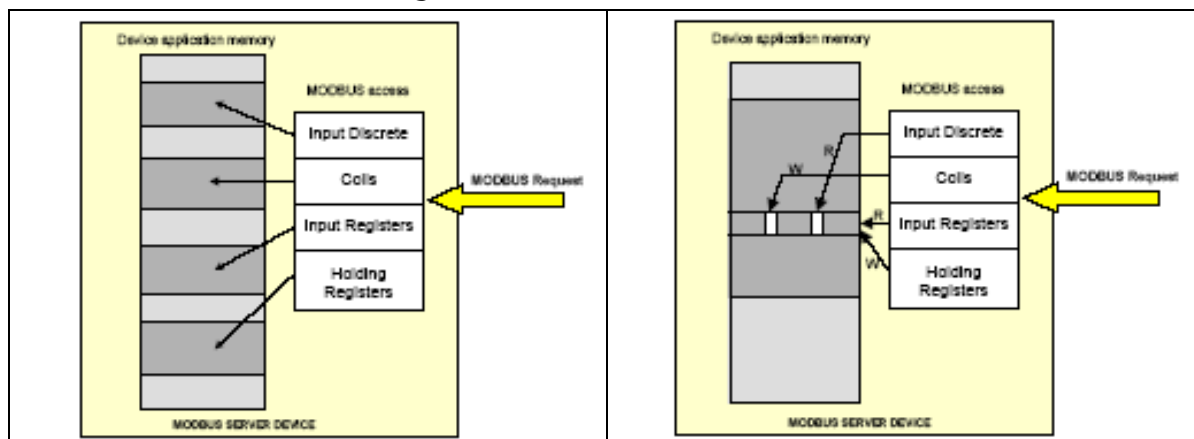 Device application memory
MODBUS access
Input Discrete
Coils
MODBUS Request
Input Registers
Holding
Registers
MODBUS SERVER DEVICE
Device application memory
MODBUS access
Input Discrete
R
W
Coils
MODBUS Request
R
Input Registers
W
Holding
Registers
MODBUS SERVER DEVICE